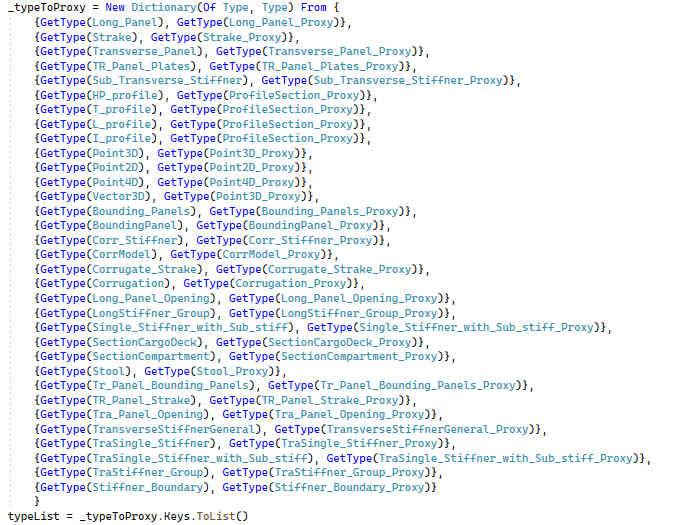 _typeToProxy = New Dictionary(Of Type, Type) From {
{GetType(Long_Panel), GetType(Long_Panel_Proxy)},
{GetType(Strake), GetType(Strake_Proxy)},
{GetType(Transverse_Panel), GetType(Transverse_Panel_Proxy)},
{GetType(TR_Panel_Plates), GetType(TR_Panel_Plates_Proxy)},
{GetType(Sub_Transverse_Stiffner), GetType(Sub_Transverse_Stiffner_Proxy)},
{GetType(HP_profile), GetType(ProfileSection_Proxy)},
{GetType(T_profile), GetType(ProfileSection_Proxy)},
{GetType(L_profile), GetType(ProfileSection_Proxy)},
{GetType(I_profile), GetType(ProfileSection_Proxy)},
{GetType(Point3D), GetType(Point3D_Proxy)},
{GetType(Point2D), GetType(Point2D_Proxy)},
{GetType(Point4D), GetType(Point4D_Proxy)},
{GetType(Vector3D), GetType(Point3D_Proxy)},
{GetType(Bounding_Panels), GetType(Bounding_Panels_Proxy)},
{GetType(BoundingPanel), GetType(BoundingPanel_Proxy)},
{GetType(Corr_Stiffner), GetType(Corr_Stiffner_Proxy)},
{GetType(CorrModel), GetType(CorrModel_Proxy)},
{GetType(Corrugate_Strake), GetType(Corrugate_Strake_Proxy)},
{GetType(Corrugation), GetType(Corrugation_Proxy)},
{GetType(Long_Panel_Opening), GetType(Long_Panel_Opening_Proxy)},
{GetType(LongStiffner_Group), GetType(LongStiffner_Group_Proxy)},
{GetType(Single_Stiffner_with_Sub_stiff), GetType(Single_Stiffner_with_Sub_stiff_Proxy)},
{GetType(SectionCargoDeck), GetType(SectionCargoDeck_Proxy)},
{GetType(SectionCompartment), GetType(SectionCompartment_Proxy)},
{GetType(Stool), GetType(Stool_Proxy)},
{GetType(Tr_Panel_Bounding_Panels), GetType(Tr_Panel_Bounding_Panels_Proxy)},
{GetType(TR_Panel_Strake), GetType(TR_Panel_Strake_Proxy)},
{GetType(Tra_Panel_Opening), GetType(Tra_Panel_Opening_Proxy)},
{GetType(TransverseStiffnerGeneral), GetType(TransverseStiffnerGeneral_Proxy)},
{GetType(TraSingle_Stiffner), GetType(TraSingle_Stiffner_Proxy)},
{GetType(TraSingle_Stiffner_with_Sub_stiff), GetType(TraSingle_Stiffner_with_Sub_stiff_Proxy)},
{GetType(TraStiffner_Group), GetType(TraStiffner_Group_Proxy)},
{GetType(Stiffner_Boundary), GetType(Stiffner_Boundary_Proxy)}
}
typeList = _typeToProxy.Keys.ToList()